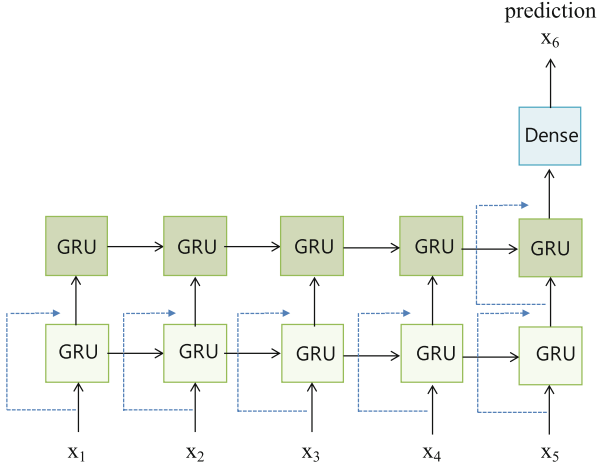 prediction
x6
Dense
GRU GRU GRU GRU GRU
GRU GRU GRU GRU GRU
x1 x2 x3 x4 x5